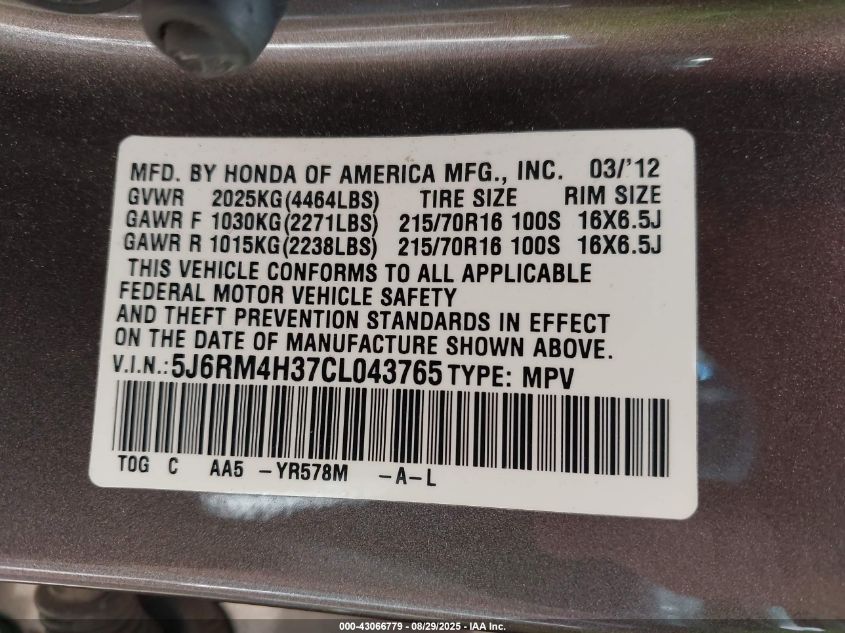 MFD. BY HONDA OF AMERICA MFG., INC. 03/'12
GVWR 2025KG(4464LBS) TIRE SIZE RIM SIZE
GAWR F 1030KG(2271LBS) 215/70R16 100S 16X6.5J
GAWR R 1015KG(2238LBS) 215/70R16 100S 16X6.5J
THIS VEHICLE CONFORMS TO ALL APPLICABLE
FEDERAL MOTOR VEHICLE SAFETY
AND THEFT PREVENTION STANDARDS IN EFFECT
ON THE DATE OF MANUFACTURE SHOWN ABOVE.
V.I.N.:5J6RM4H37CL043765 TYPE: MPV
TOG C AA5 -YR578M -A-L
000-43066779 - 08/29/2025 - IAA Inc.